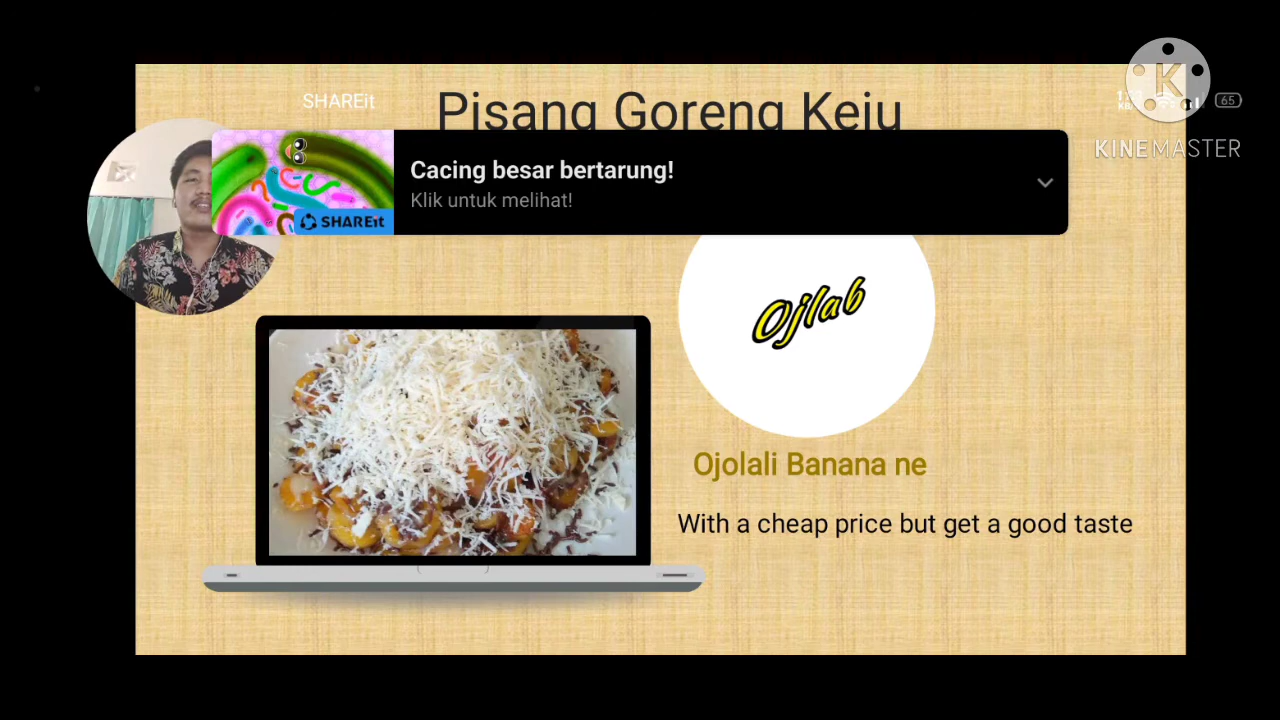 SHAREit
Pisang Goreng Keju
65
KINEMASTER
Cacing besar bertarung!
Klik untuk melihat!
SHAREit
Ojlab
Ojolali Banana ne
With a cheap price but get a good taste